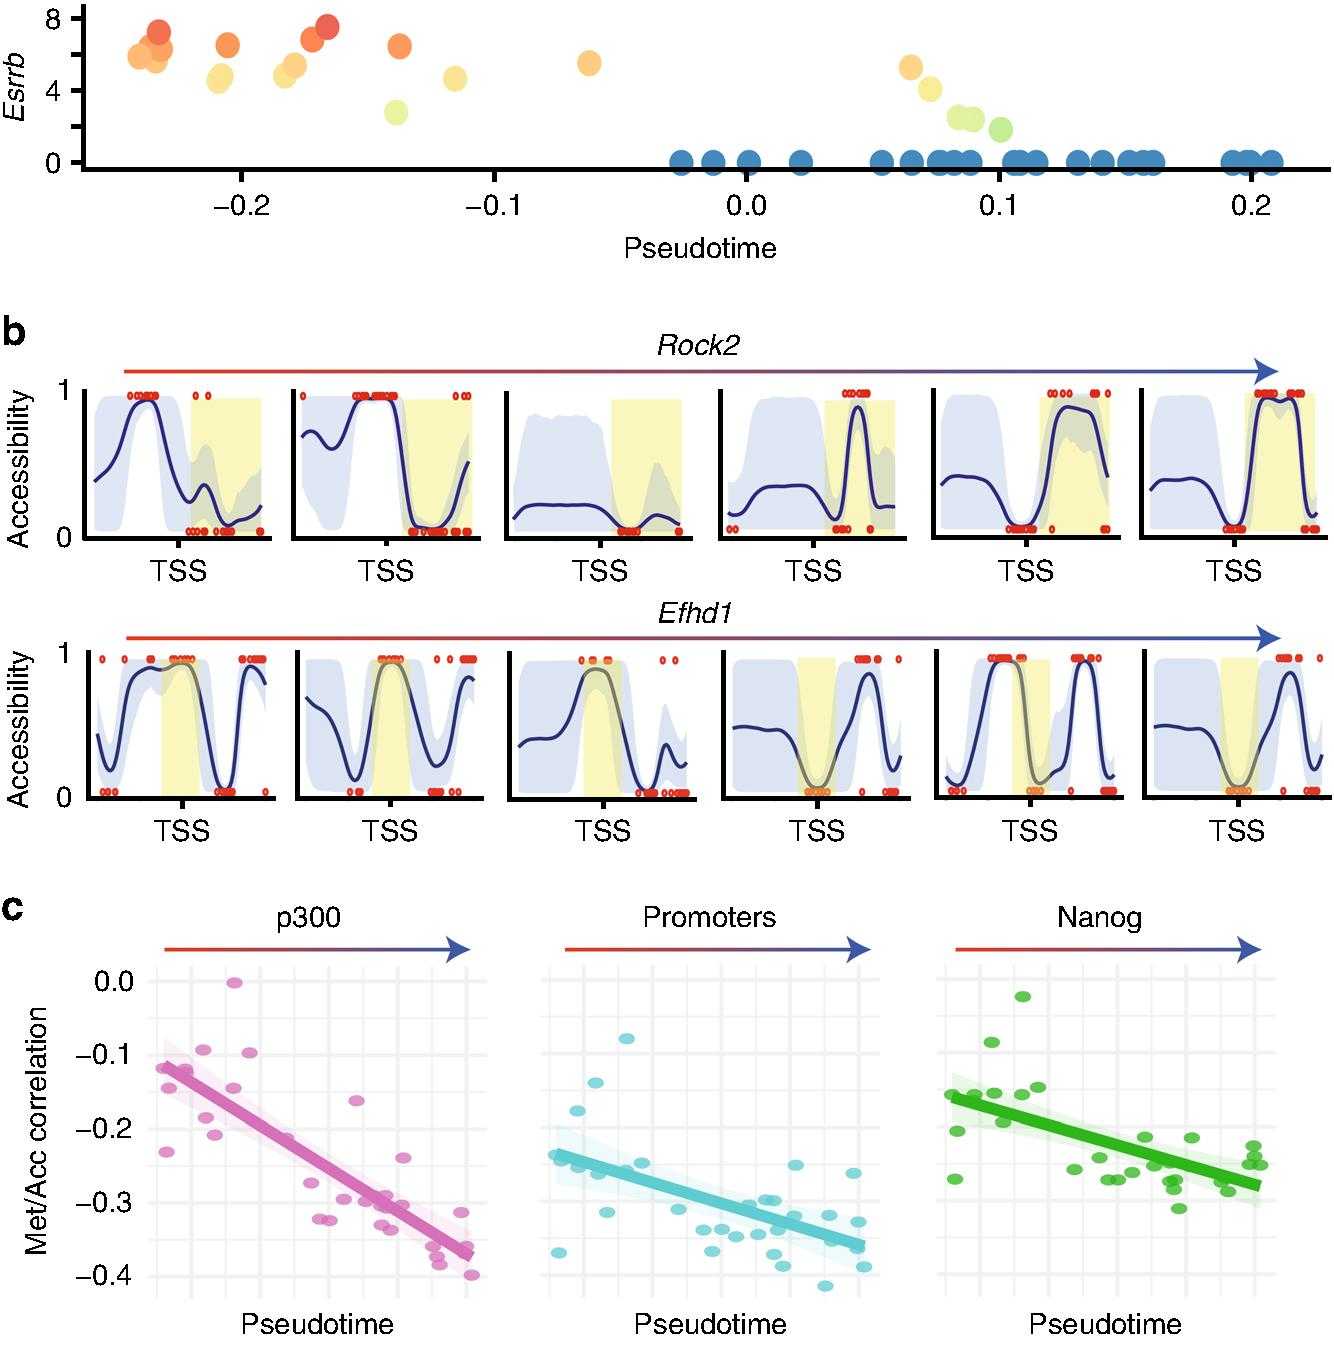 Esrrb
8
4
0
−0.2 −0.1 0.0 0.1 0.2
Pseudotime
b
Rock2
Accessibility
1
0
TSS TSS TSS TSS TSS TSS
Efhd1
Accessibility
1
0
TSS TSS TSS TSS TSS TSS
c
p300 Promoters Nanog
Met/Acc correlation
0.0
−0.1
−0.2
−0.3
−0.4
Pseudotime Pseudotime Pseudotime